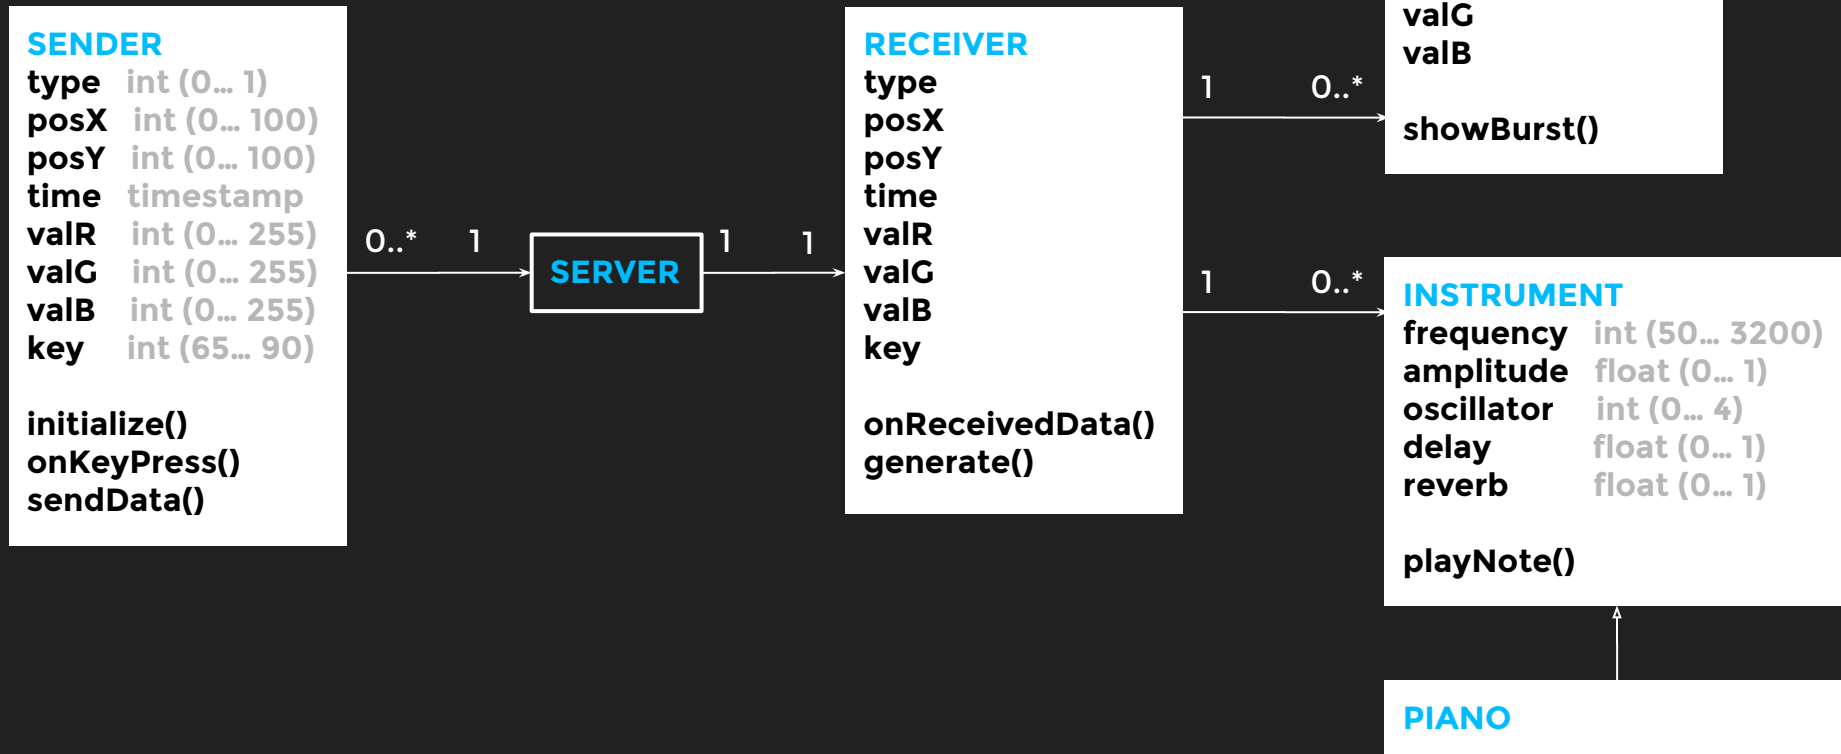 SENDER
type int (0... 1)
posX int (0... 100)
posY int (0... 100)
time timestamp
valR int (0... 255)
valG int (0... 255)
valB int (0... 255)
key int (65... 90)
initialize()
onKeyPress()
sendData()
0..* 1
SERVER
1 1
RECEIVER
type
posX
posY
time
valR
valG
valB
key
onReceivedData()
generate()
1 0..*
valG
valB
showBurst()
1 0..*
INSTRUMENT
frequency int (50... 3200)
amplitude float (0... 1)
oscillator int (0... 4)
delay float (0... 1)
reverb float (0... 1)
playNote()
PIANO